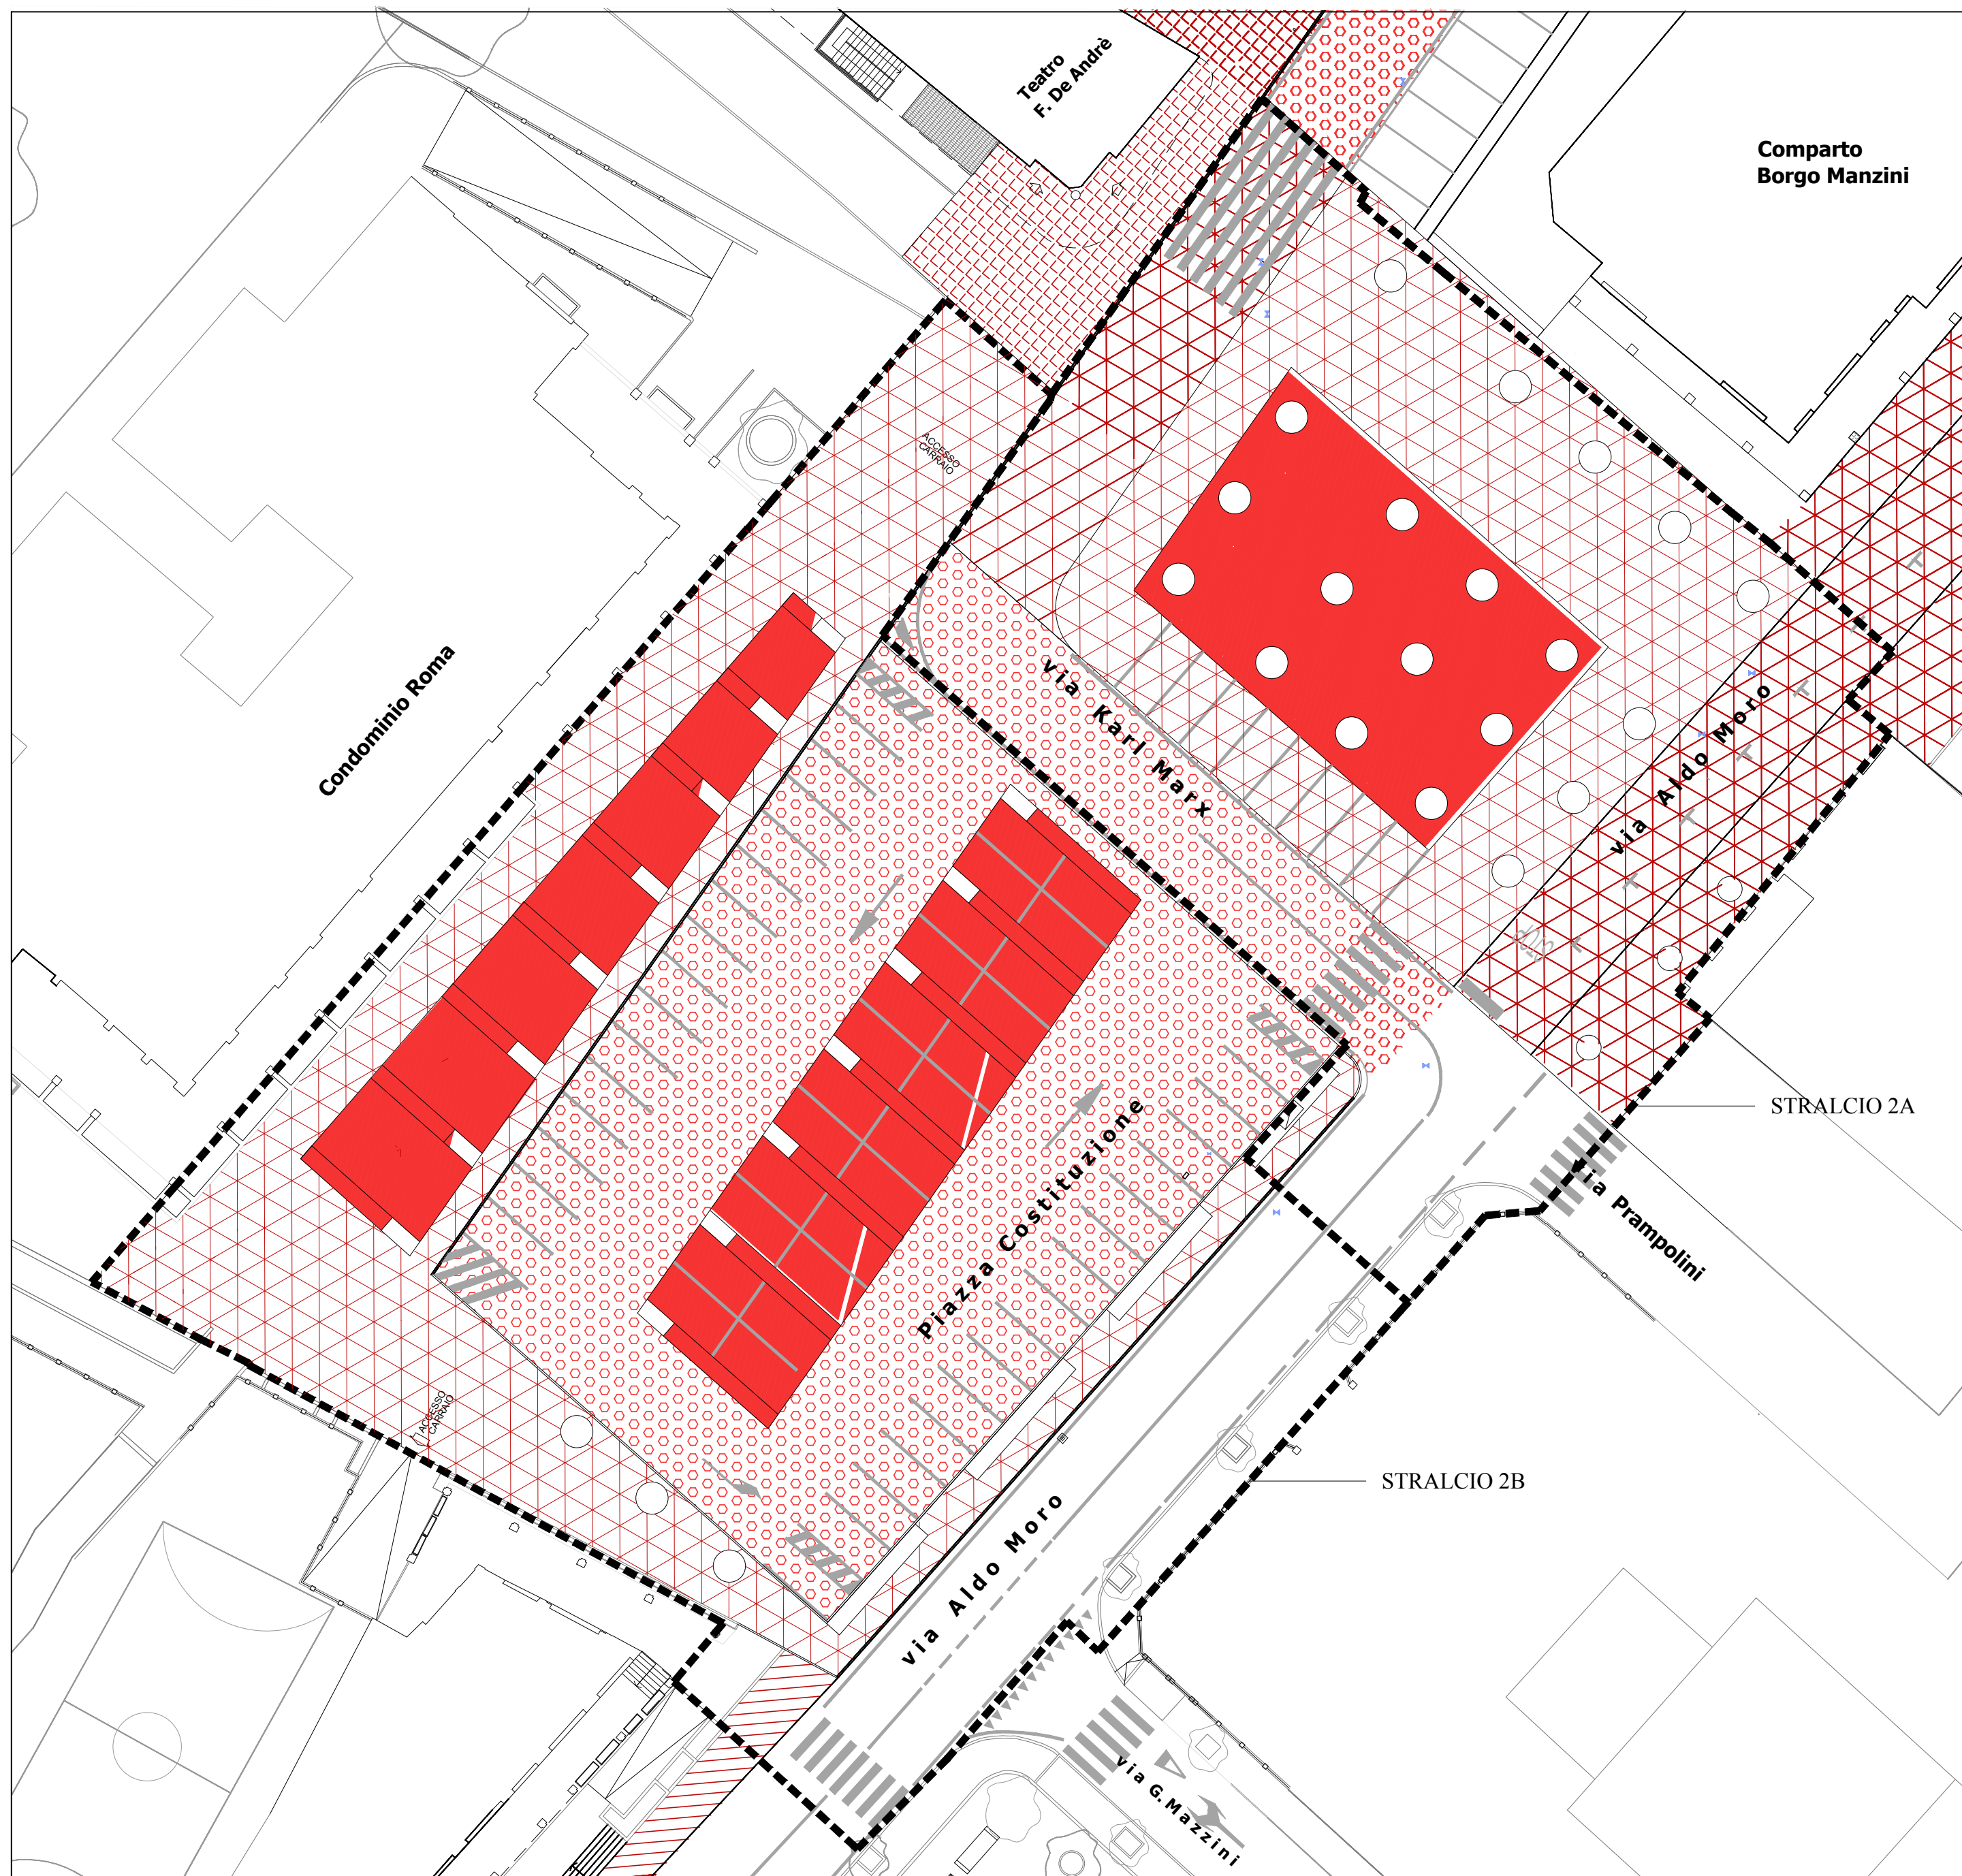 Teatro
F. De Andrè
Comparto
Borgo Manzini
ACCESSO
CARRAIO
Condominio Roma
via Karl Marx
via Aldo Moro
STRALCIO 2A
Piazza Costituzione
via Prampolini
ACCESSO
CARRAIO
STRALCIO 2B
via Aldo Moro
via G.Mazzini